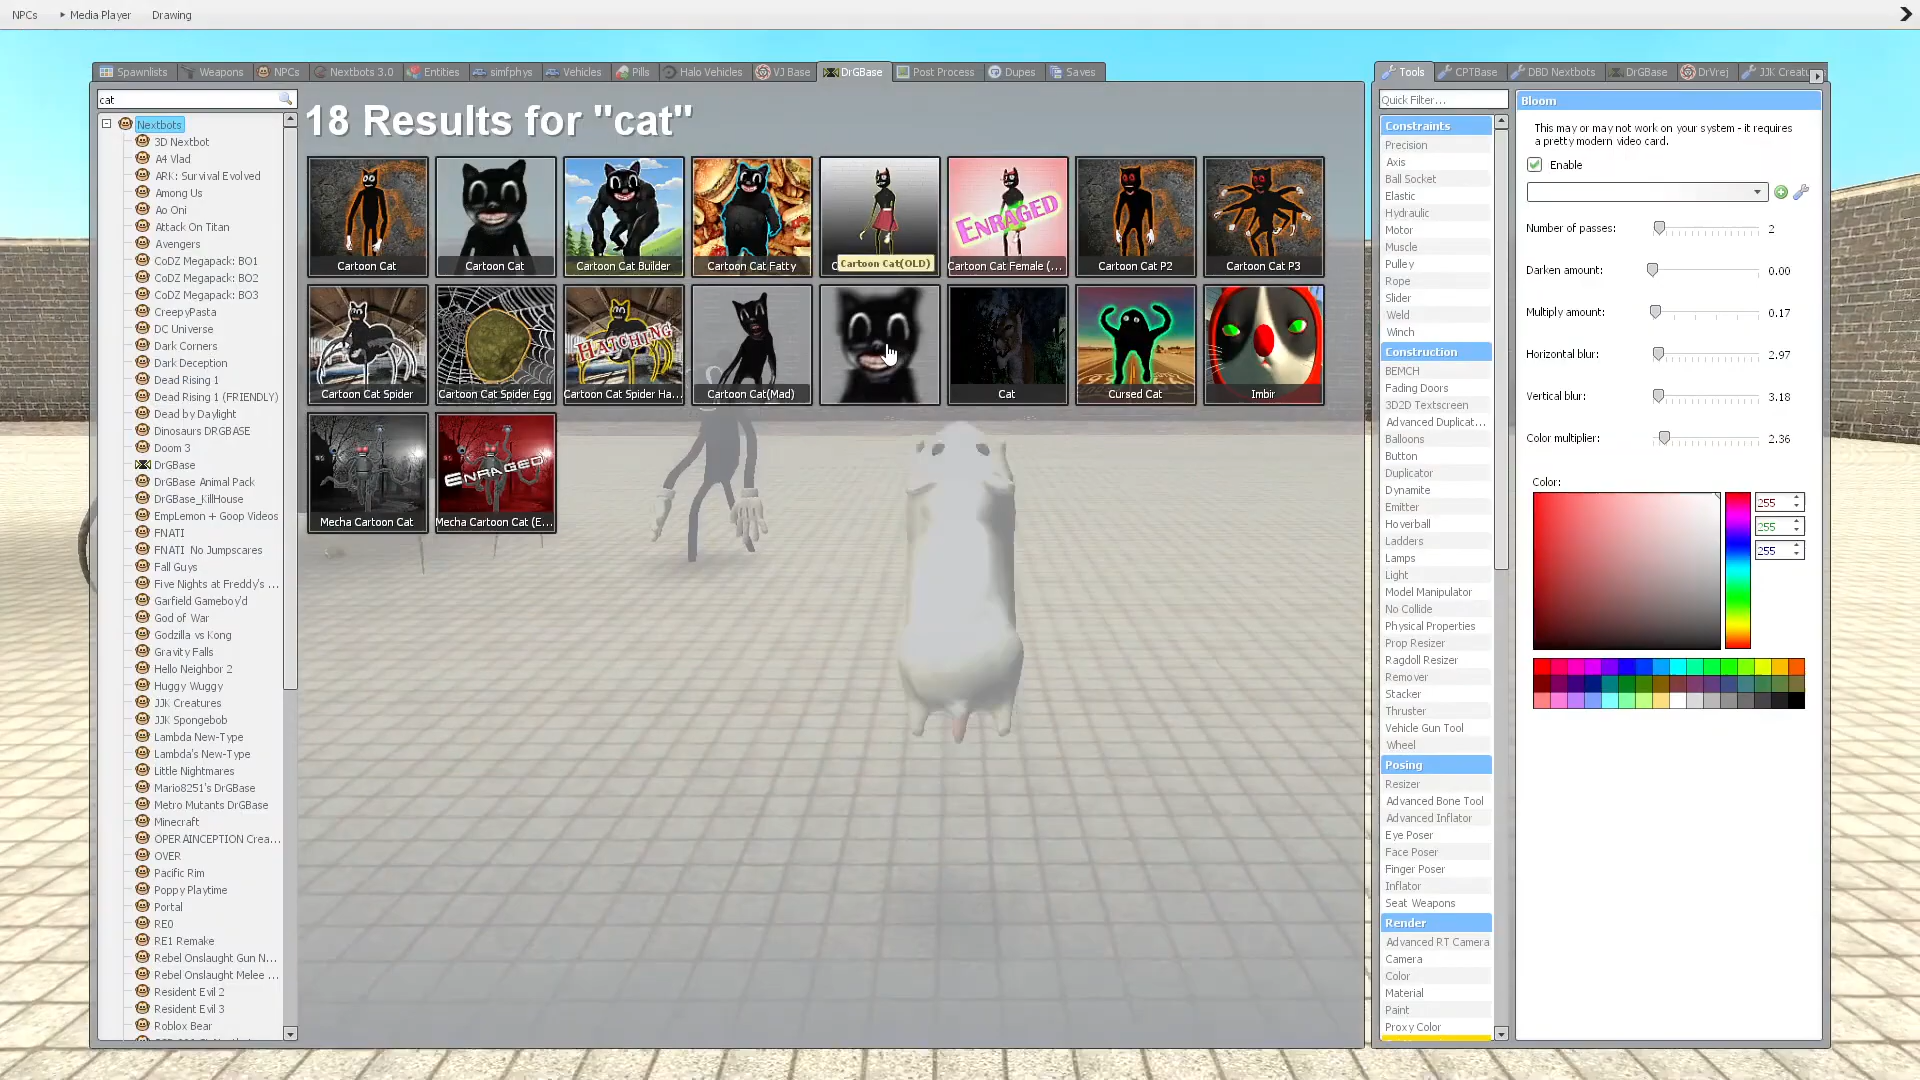 NPCs
Media Player
Drawing
Spawnlists
Weapons
NPCs
Nextbots 3.0
Entities
simfphys
Vehicles
Pills
Halo Vehicles
VJ Base
DrGBase
Post Process
Dupes
Saves
cat
Nextbots
3D Nextbot
A4 Vlad
ARK: Survival Evolved
Among Us
Ao Oni
Attack On Titan
Avengers
CoDZ Megapack: BO1
CoDZ Megapack: BO2
CoDZ Megapack: BO3
CreepyPasta
DC Universe
Dark Corners
Dark Deception
Dead Rising 1
Dead Rising 1 (FRIENDLY)
Dead by Daylight
Dinosaurs DRGBASE
Doom 3
DrGBase
DrGBase Animal Pack
DrGBase_KillHouse
EmpLemon + Goop Videos
FNATI
FNATI No Jumpscares
Fall Guys
Five Nights at Freddy's ...
Garfield Gameboy'd
God of War
Godzilla vs Kong
Gravity Falls
Hello Neighbor 2
Huggy Wuggy
JJK Creatures
JJK Spongebob
Lambda New-Type
Lambda's New-Type
Little Nightmares
Mario8251's DrGBase
Metro Mutants DrGBase
Minecraft
OPERAINCEPTION Crea...
OVER
Pacific Rim
Poppy Playtime
Portal
RE0
RE1 Remake
Rebel Onslaught Gun N...
Rebel Onslaught Melee ...
Resident Evil 2
Resident Evil 3
Roblox Bear
18 Results for "cat"
Cartoon Cat
Cartoon Cat
Cartoon Cat Builder
Cartoon Cat Fatty
Cartoon Cat(OLD)
ENRAGED
Cartoon Cat Female (...
Cartoon Cat P2
Cartoon Cat P3
Cartoon Cat Spider
Cartoon Cat Spider Egg
HATCHING
Cartoon Cat Spider Ha...
Cartoon Cat(Mad)
Cat
Cursed Cat
Imbir
Mecha Cartoon Cat
ENRAGED
Mecha Cartoon Cat (E...
Tools
CPTBase
DBD Nextbots
DrGBase
DrVrej
JJK Creatu
Quick Filter...
Constraints
Precision
Axis
Ball Socket
Elastic
Hydraulic
Motor
Muscle
Pulley
Rope
Slider
Weld
Winch
Construction
BEMCH
Fading Doors
3D2D Textscreen
Advanced Duplicat...
Balloons
Button
Duplicator
Dynamite
Emitter
Hoverball
Ladders
Lamps
Light
Model Manipulator
No Collide
Physical Properties
Prop Resizer
Ragdoll Resizer
Remover
Stacker
Thruster
Vehicle Gun Tool
Wheel
Posing
Resizer
Advanced Bone Tool
Advanced Inflator
Eye Poser
Face Poser
Finger Poser
Inflator
Seat Weapons
Render
Advanced RT Camera
Camera
Color
Material
Paint
Proxy Color
Bloom
This may or may not work on your system - it requires
a pretty modern video card.
Enable
Number of passes: 2
Darken amount: 0.00
Multiply amount: 0.17
Horizontal blur: 2.97
Vertical blur: 3.18
Color multiplier: 2.36
Color:
255
255
255